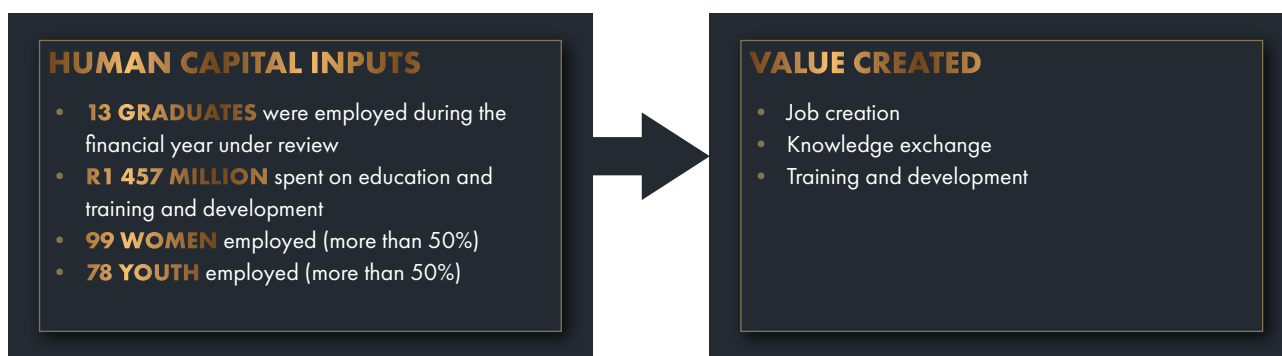 HUMAN CAPITAL INPUTS
• 13 GRADUATES were employed during the
financial year under review
• R1 457 MILLION spent on education and
training and development
• 99 WOMEN employed (more than 50%)
• 78 YOUTH employed (more than 50%)
VALUE CREATED
• Job creation
• Knowledge exchange
• Training and development